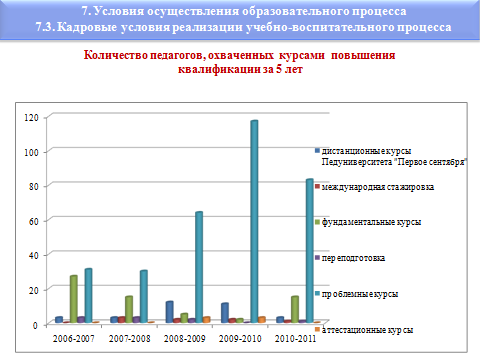 7. Условия осуществления образовательного процесса
7.3. Кадровые условия реализации учебно-воспитательного процесса
Количество педагогов, охваченных курсами повышения
квалификации за 5 лет
120
100
80
60
40
20
0
2006-2007
2007-2008
2008-2009
2009-2010
2010-2011
дистанционные курсы
Педуниверситета "Первое сентября"
международная стажировка
фундаментальные курсы
переподготовка
проблемные курсы
аттестационные курсы